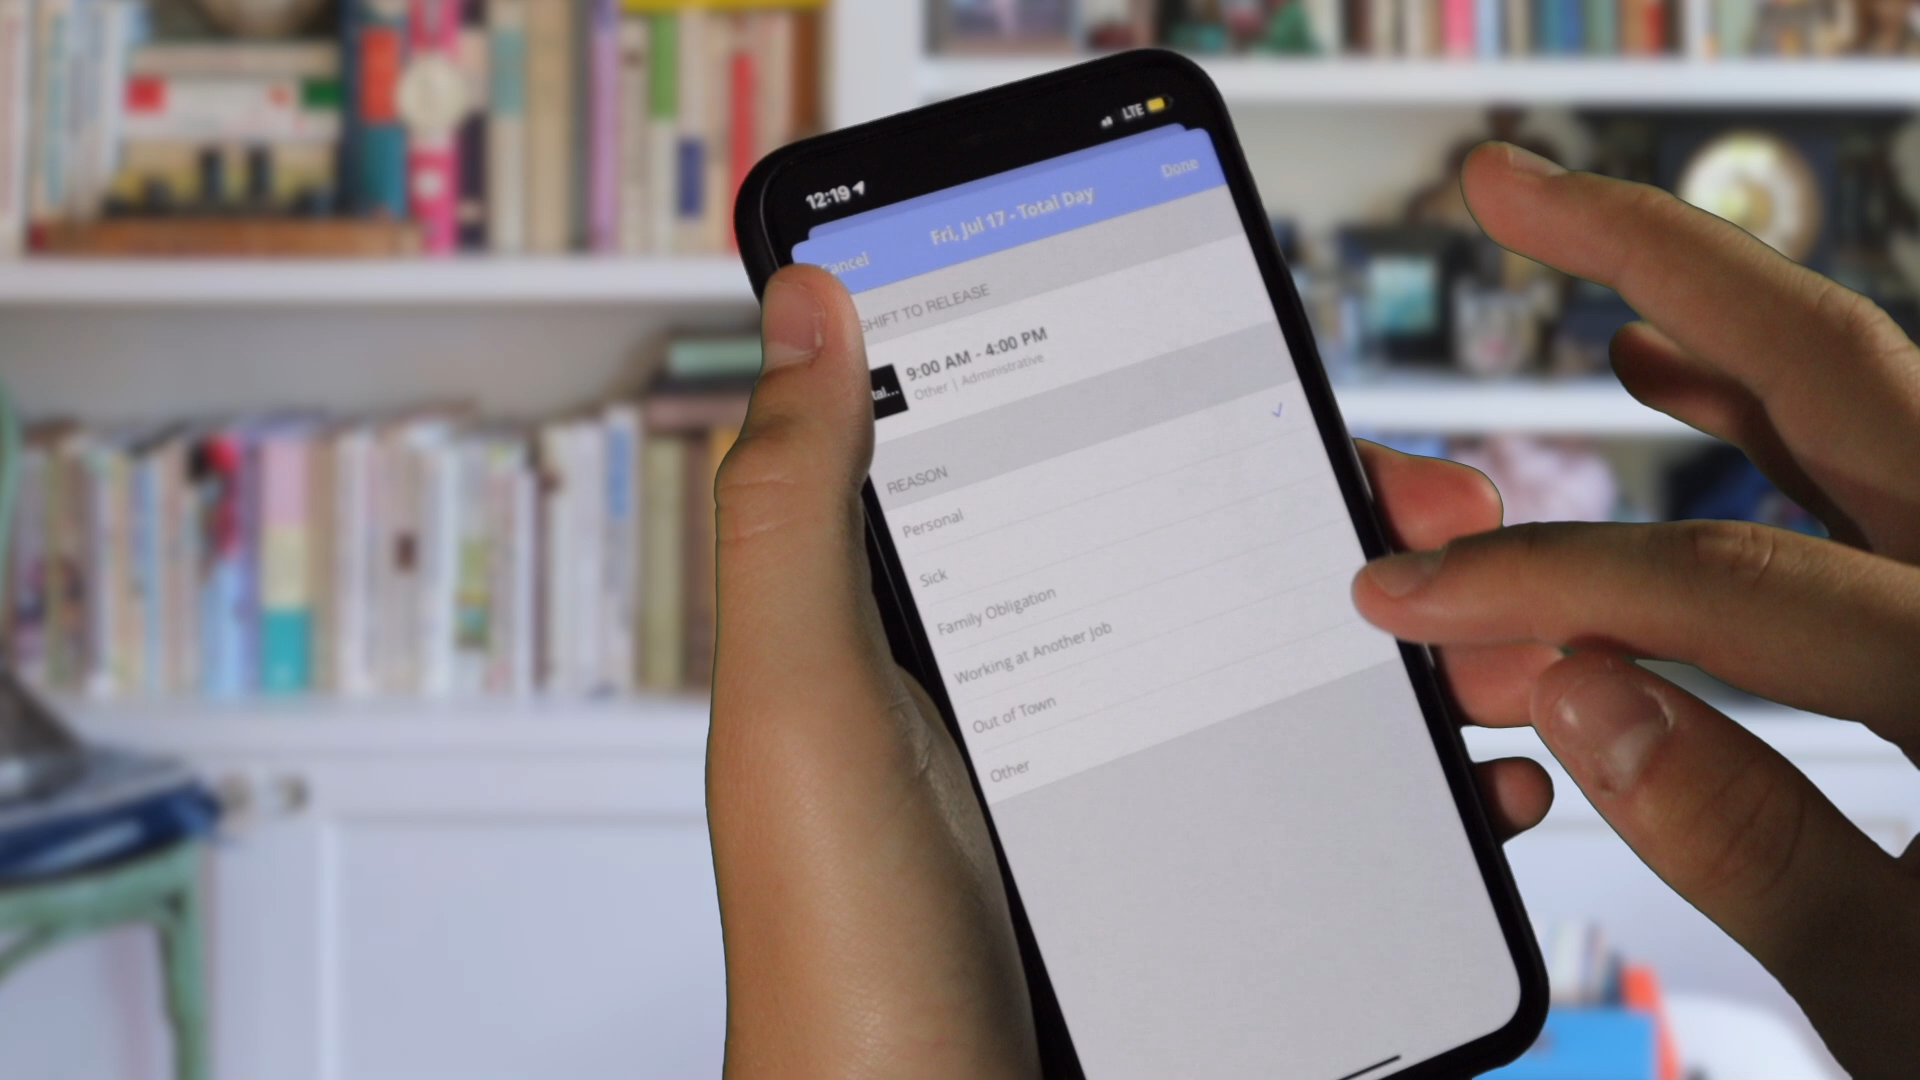 12:19
LTE
Cancel
Fri, Jul 17 - Total Day
Done
SHIFT TO RELEASE
tal...
9:00 AM - 4:00 PM
Other | Administrative
REASON
Personal
Sick
Family Obligation
Working at Another Job
Out of Town
Other